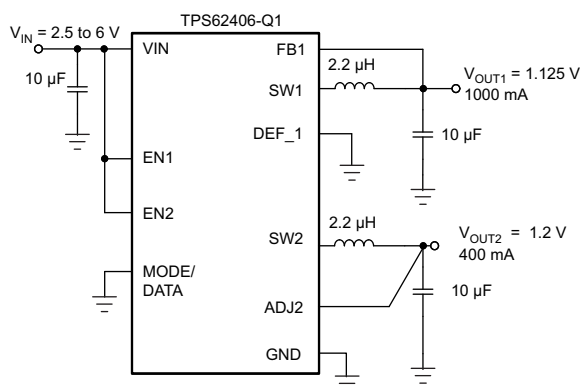 TPS62406-Q1
V_IN = 2.5 to 6 V
VIN
FB1
2.2 µH
10 µF
SW1
V_OUT1 = 1.125 V
1000 mA
DEF_1
10 µF
EN1
EN2
2.2 µH
SW2
V_OUT2 = 1.2 V
400 mA
MODE/
DATA
10 µF
ADJ2
GND